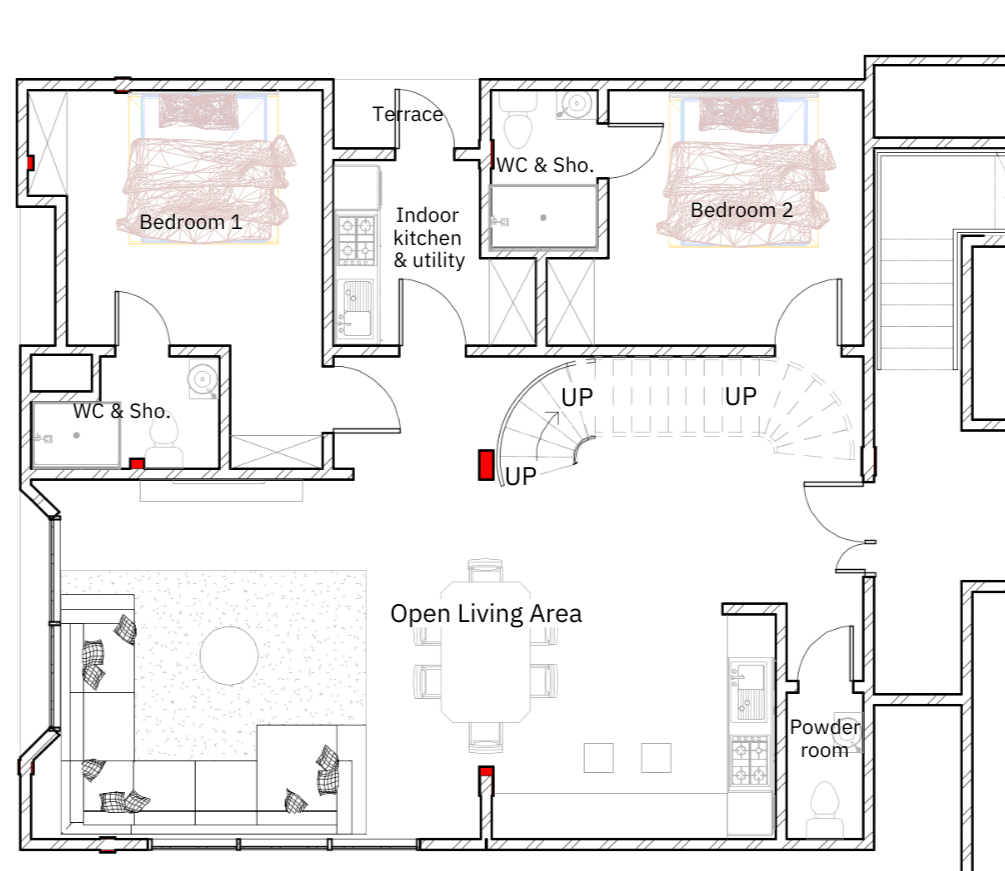 Terrace
WC & Sho.
Bedroom 1
Indoor
kitchen
& utility
Bedroom 2
WC & Sho.
UP
UP
UP
Open Living Area
Powder
room